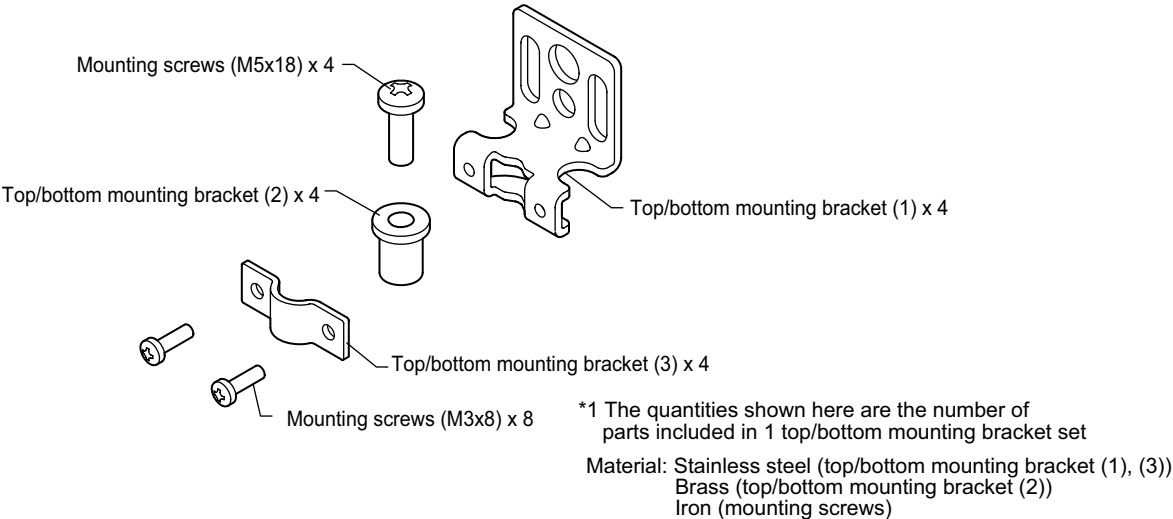 Mounting screws (M5x18) x 4
Top/bottom mounting bracket (2) x 4
Top/bottom mounting bracket (1) x 4
Top/bottom mounting bracket (3) x 4
Mounting screws (M3x8) x 8
*1 The quantities shown here are the number of
parts included in 1 top/bottom mounting bracket set
Material: Stainless steel (top/bottom mounting bracket (1), (3))
Brass (top/bottom mounting bracket (2))
Iron (mounting screws)